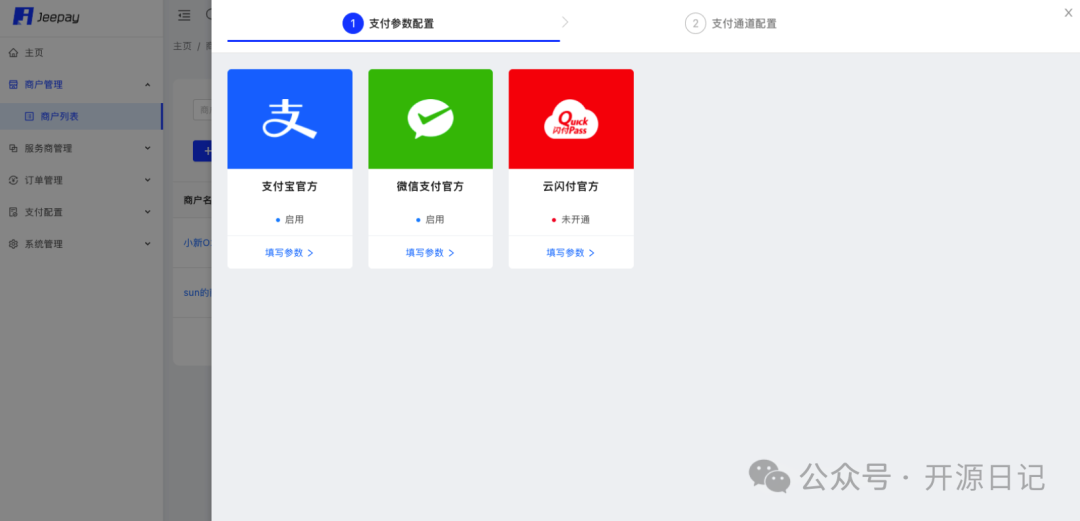 Jeepay
主页
商户管理
商户列表
服务商管理
订单管理
支付配置
系统管理
主页 /
商户名
小新O
sun的
1 支付参数配置
2 支付通道配置
支
Quick
闪付Pass
支付宝官方
微信支付官方
云闪付官方
启用
启用
未开通
填写参数
填写参数
填写参数
公众号 · 开源日记